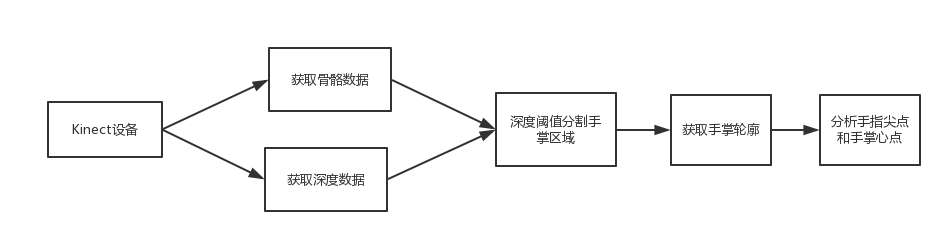 Kinect设备
获取骨骼数据
获取深度数据
深度阈值分割手
掌区域
获取手掌轮廓
分析手指尖点
和手掌心点